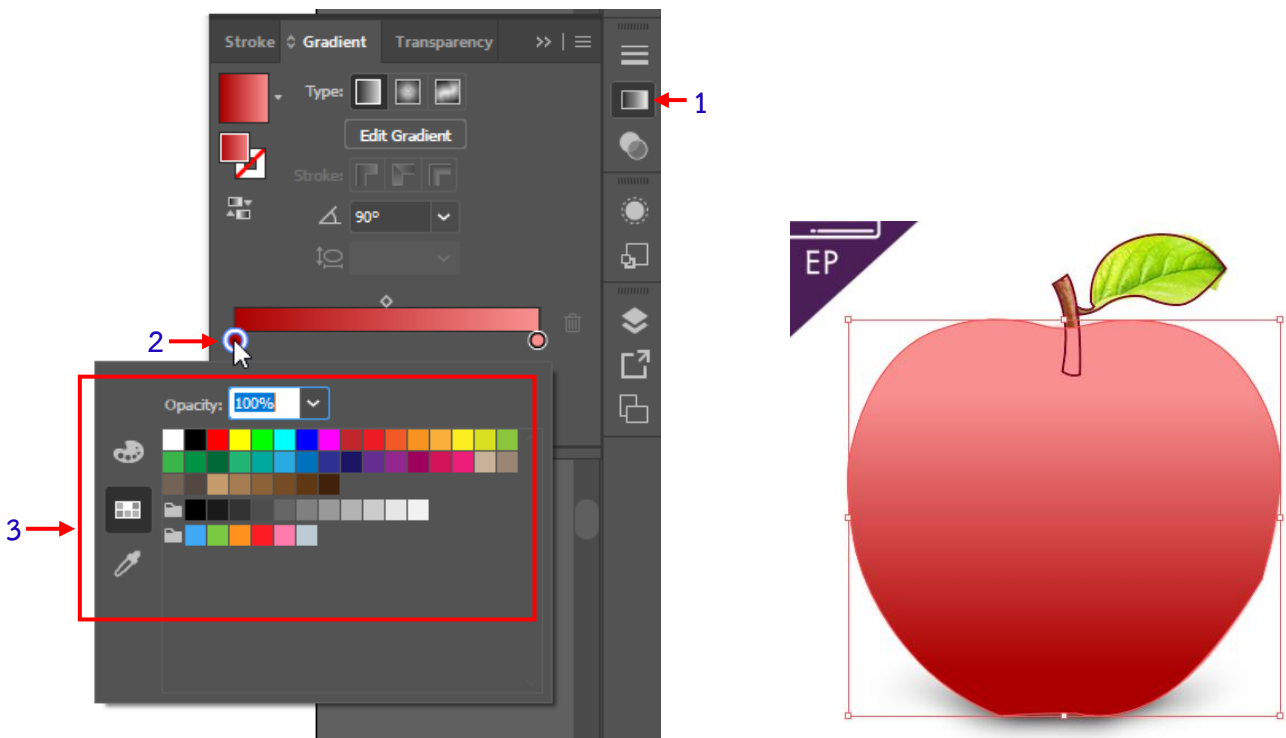 Stroke Gradient Transparency
Type:
1
Edit Gradient
Stroke:
90°
2
Opacity: 100%
3
EP